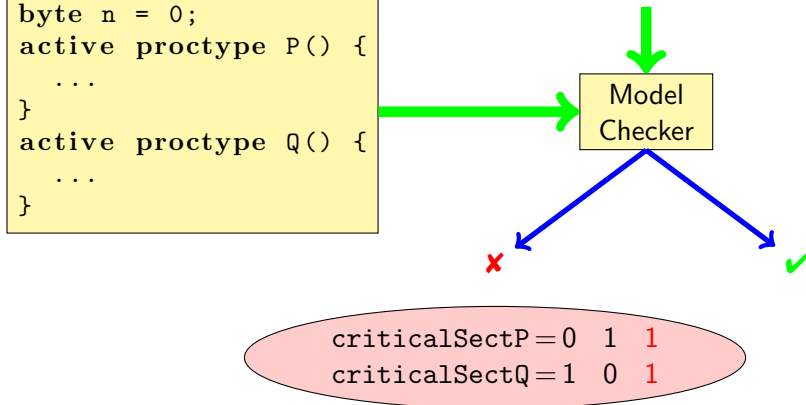 byte n = 0;
active proctype P() {
...
}
active proctype Q() {
...
}
Model
Checker
✘
✔
criticalSectP = 0 1 1
criticalSectQ = 1 0 1